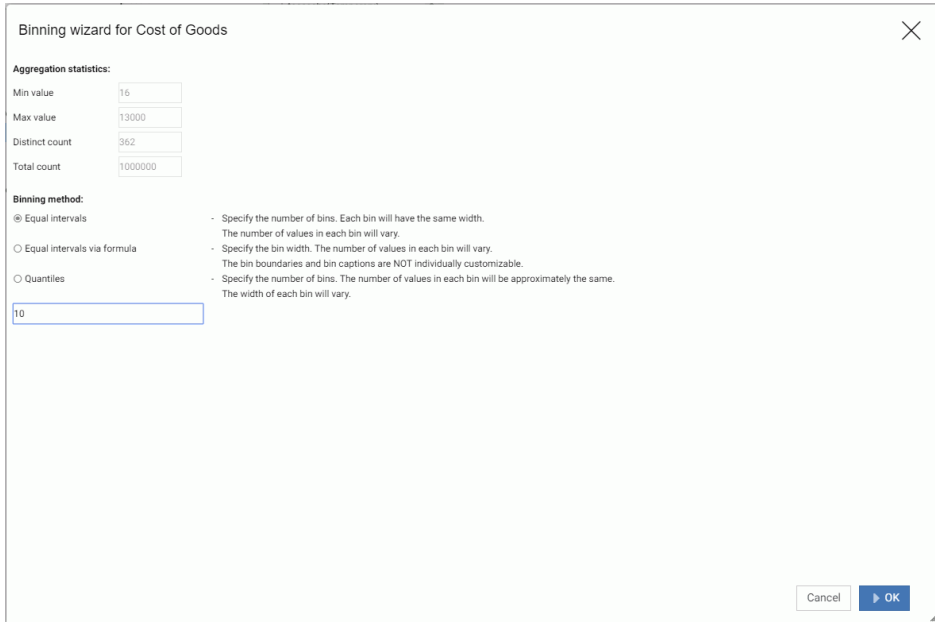 Binning wizard for Cost of Goods
Aggregation statistics:
Min value 16
Max value 13000
Distinct count 362
Total count 1000000
Binning method:
Equal intervals - Specify the number of bins. Each bin will have the same width.
The number of values in each bin will vary.
Equal intervals via formula - Specify the bin width. The number of values in each bin will vary.
The bin boundaries and bin captions are NOT individually customizable.
Quantiles - Specify the number of bins. The number of values in each bin will be approximately the same.
The width of each bin will vary.
10
Cancel OK